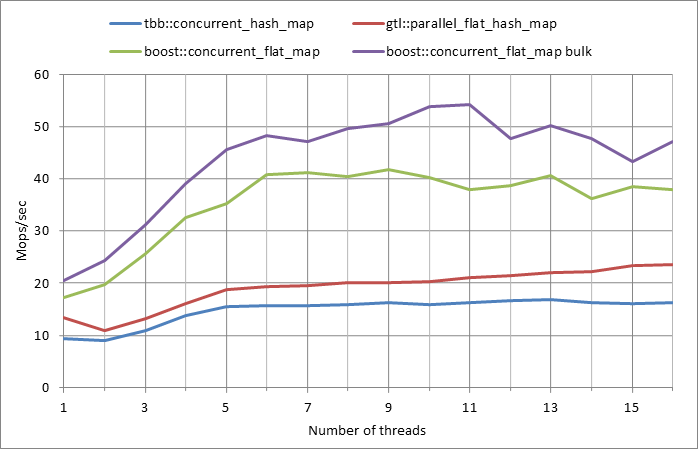 tbb::concurrent_hash_map gtl::parallel_flat_hash_map
boost::concurrent_flat_map boost::concurrent_flat_map bulk
60
50
40
30
20
10
0
Mops/sec
1 3 5 7 9 11 13 15
Number of threads